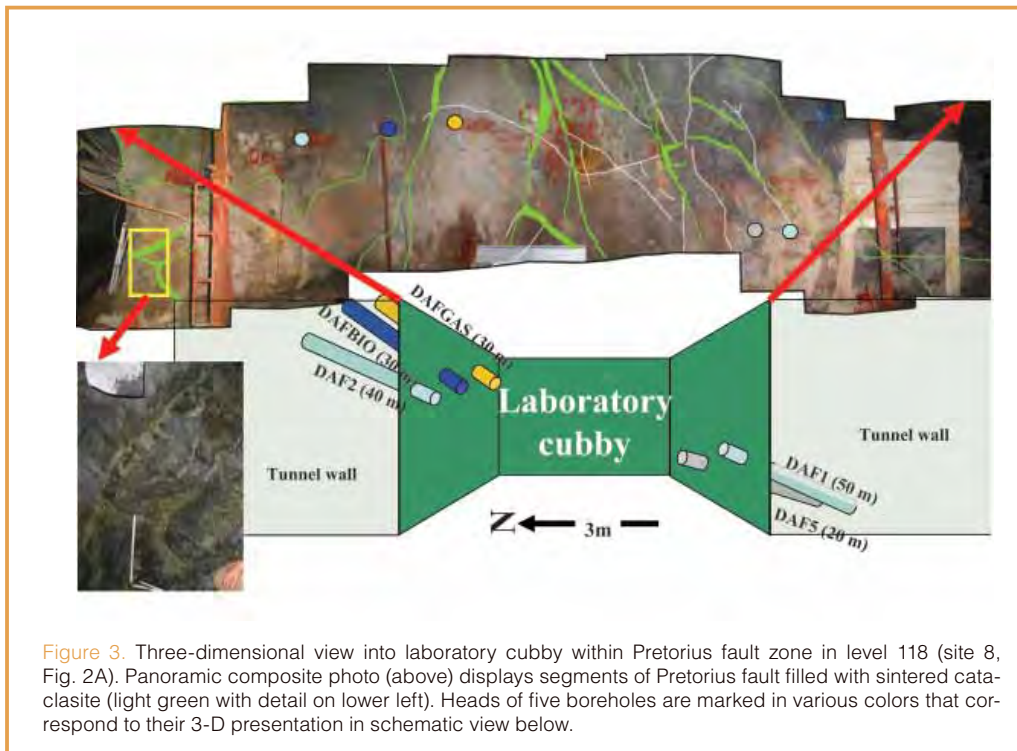 DAFGAS (30 m)
DAFBIO (30 m)
DAF2 (40 m)
Laboratory
cubby
Tunnel wall
Tunnel wall
DAF1 (50 m)
DAF5 (20 m)
N
3m
Figure 3. Three-dimensional view into laboratory cubby within Pretorius fault zone in level 118 (site 8,
Fig. 2A). Panoramic composite photo (above) displays segments of Pretorius fault filled with sintered cata-
clasite (light green with detail on lower left). Heads of five boreholes are marked in various colors that cor-
respond to their 3-D presentation in schematic view below.